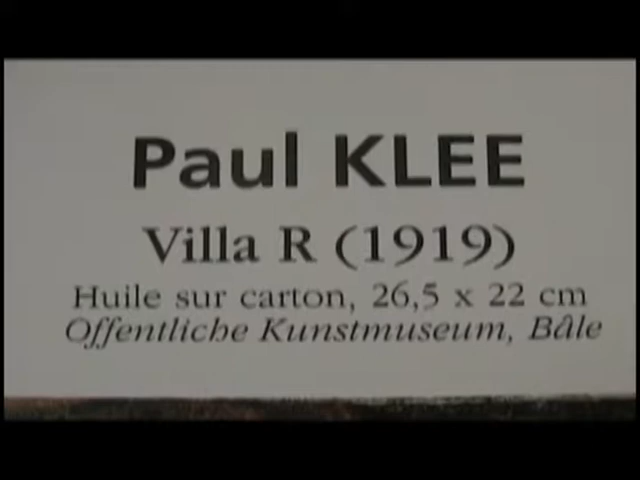 Paul KLEE
Villa R (1919)
Huile sur carton, 26,5 x 22 cm
Offentliche Kunstmuseum, Bâle